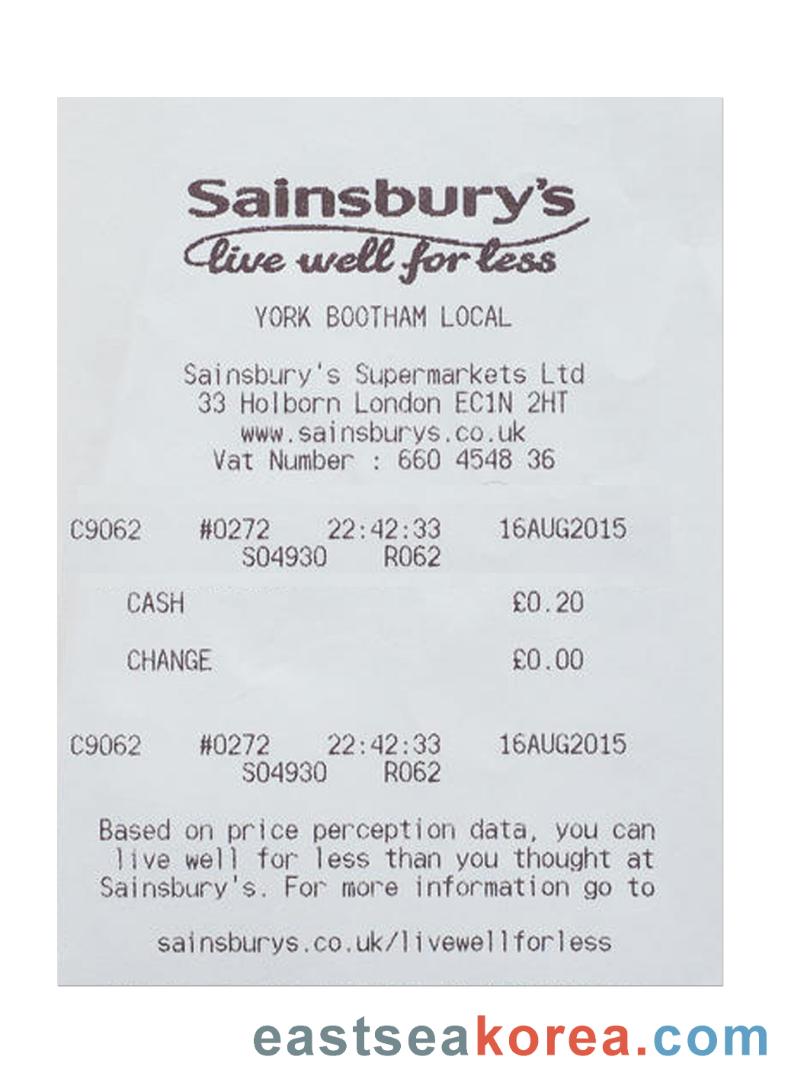 Sainsbury's
live well for less
YORK BOOTHAM LOCAL
Sainsbury's Supermarkets Ltd
33 Holborn London EC1N 2HT
www.sainsburys.co.uk
Vat Number : 660 4548 36
C9062 #0272 22:42:33 16AUG2015
S04930 R062
CASH £0.20
CHANGE £0.00
C9062 #0272 22:42:33 16AUG2015
S04930 R062
Based on price perception data, you can
live well for less than you thought at
Sainsbury's. For more information go to
sainsburys.co.uk/livewellforless
eastseakorea.com